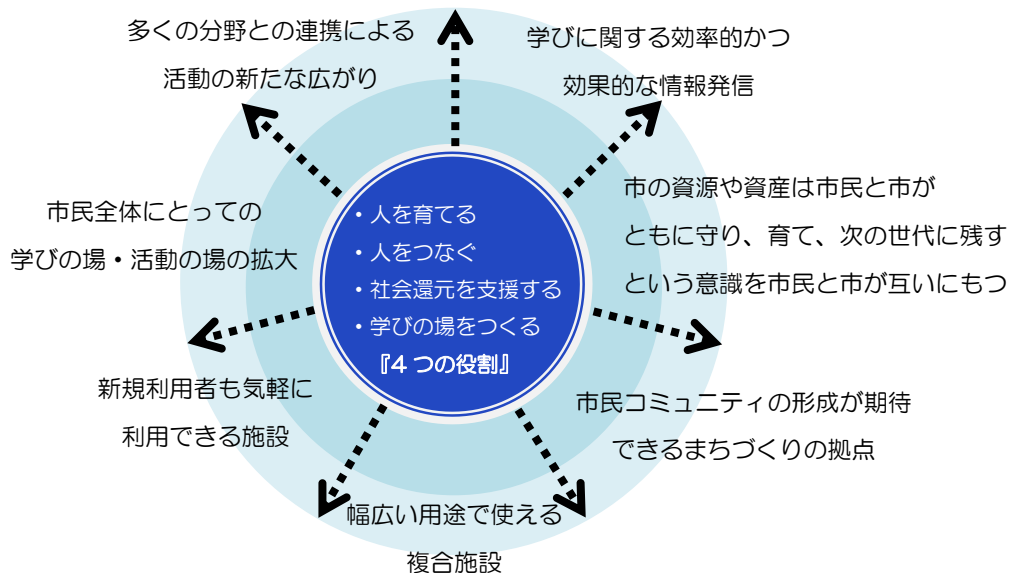 多くの分野との連携による
活動の新たな広がり
学びに関する効率的かつ
効果的な情報発信
市民全体にとっての
学びの場・活動の場の拡大
・人を育てる
・人をつなぐ
・社会還元を支援する
・学びの場をつくる
『4つの役割』
市の資源や資産は市民と市が
ともに守り、育て、次の世代に残す
という意識を市民と市が互いにもつ
新規利用者も気軽に
利用できる施設
市民コミュニティの形成が期待
できるまちづくりの拠点
幅広い用途で使える
複合施設